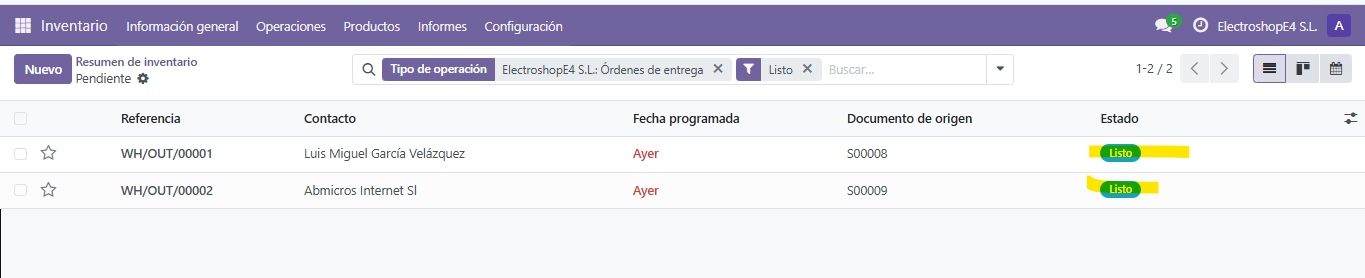 Inventario Información general Operaciones Productos Informes Configuración 5 ElectroshopE4 S.L. A
Nuevo Resumen de inventario
Pendiente
Tipo de operación ElectroshopE4 S.L.: Órdenes de entrega Listo Buscar... 1-2 / 2
Referencia Contacto Fecha programada Documento de origen Estado
WH/OUT/00001 Luis Miguel García Velázquez Ayer S00008 Listo
WH/OUT/00002 Abmicros Internet Sl Ayer S00009 Listo